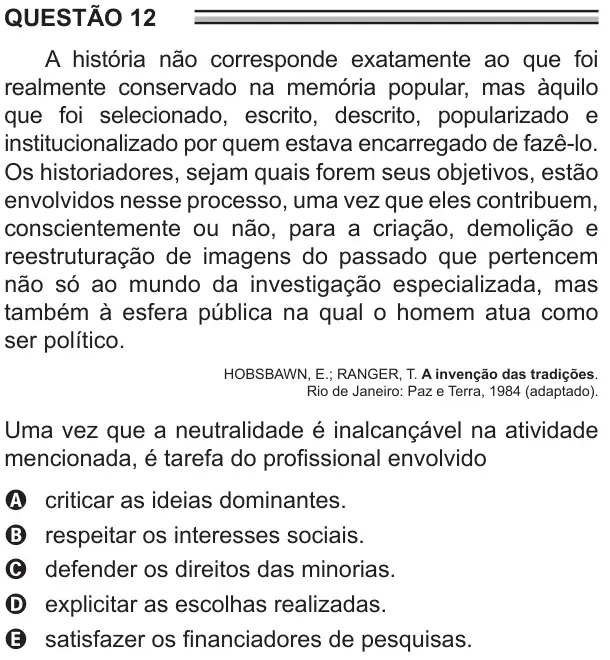 QUESTÃO 12
A história não corresponde exatamente ao que foi
realmente conservado na memória popular, mas àquilo
que foi selecionado, escrito, descrito, popularizado e
institucionalizado por quem estava encarregado de fazê-lo.
Os historiadores, sejam quais forem seus objetivos, estão
envolvidos nesse processo, uma vez que eles contribuem,
conscientemente ou não, para a criação, demolição e
reestruturação de imagens do passado que pertencem
não só ao mundo da investigação especializada, mas
também à esfera pública na qual o homem atua como
ser político.
HOBSBAWN, E.; RANGER, T. A invenção das tradições.
Rio de Janeiro: Paz e Terra, 1984 (adaptado).
Uma vez que a neutralidade é inalcançável na atividade
mencionada, é tarefa do profissional envolvido
A criticar as ideias dominantes.
B respeitar os interesses sociais.
C defender os direitos das minorias.
D explicitar as escolhas realizadas.
E satisfazer os financiadores de pesquisas.